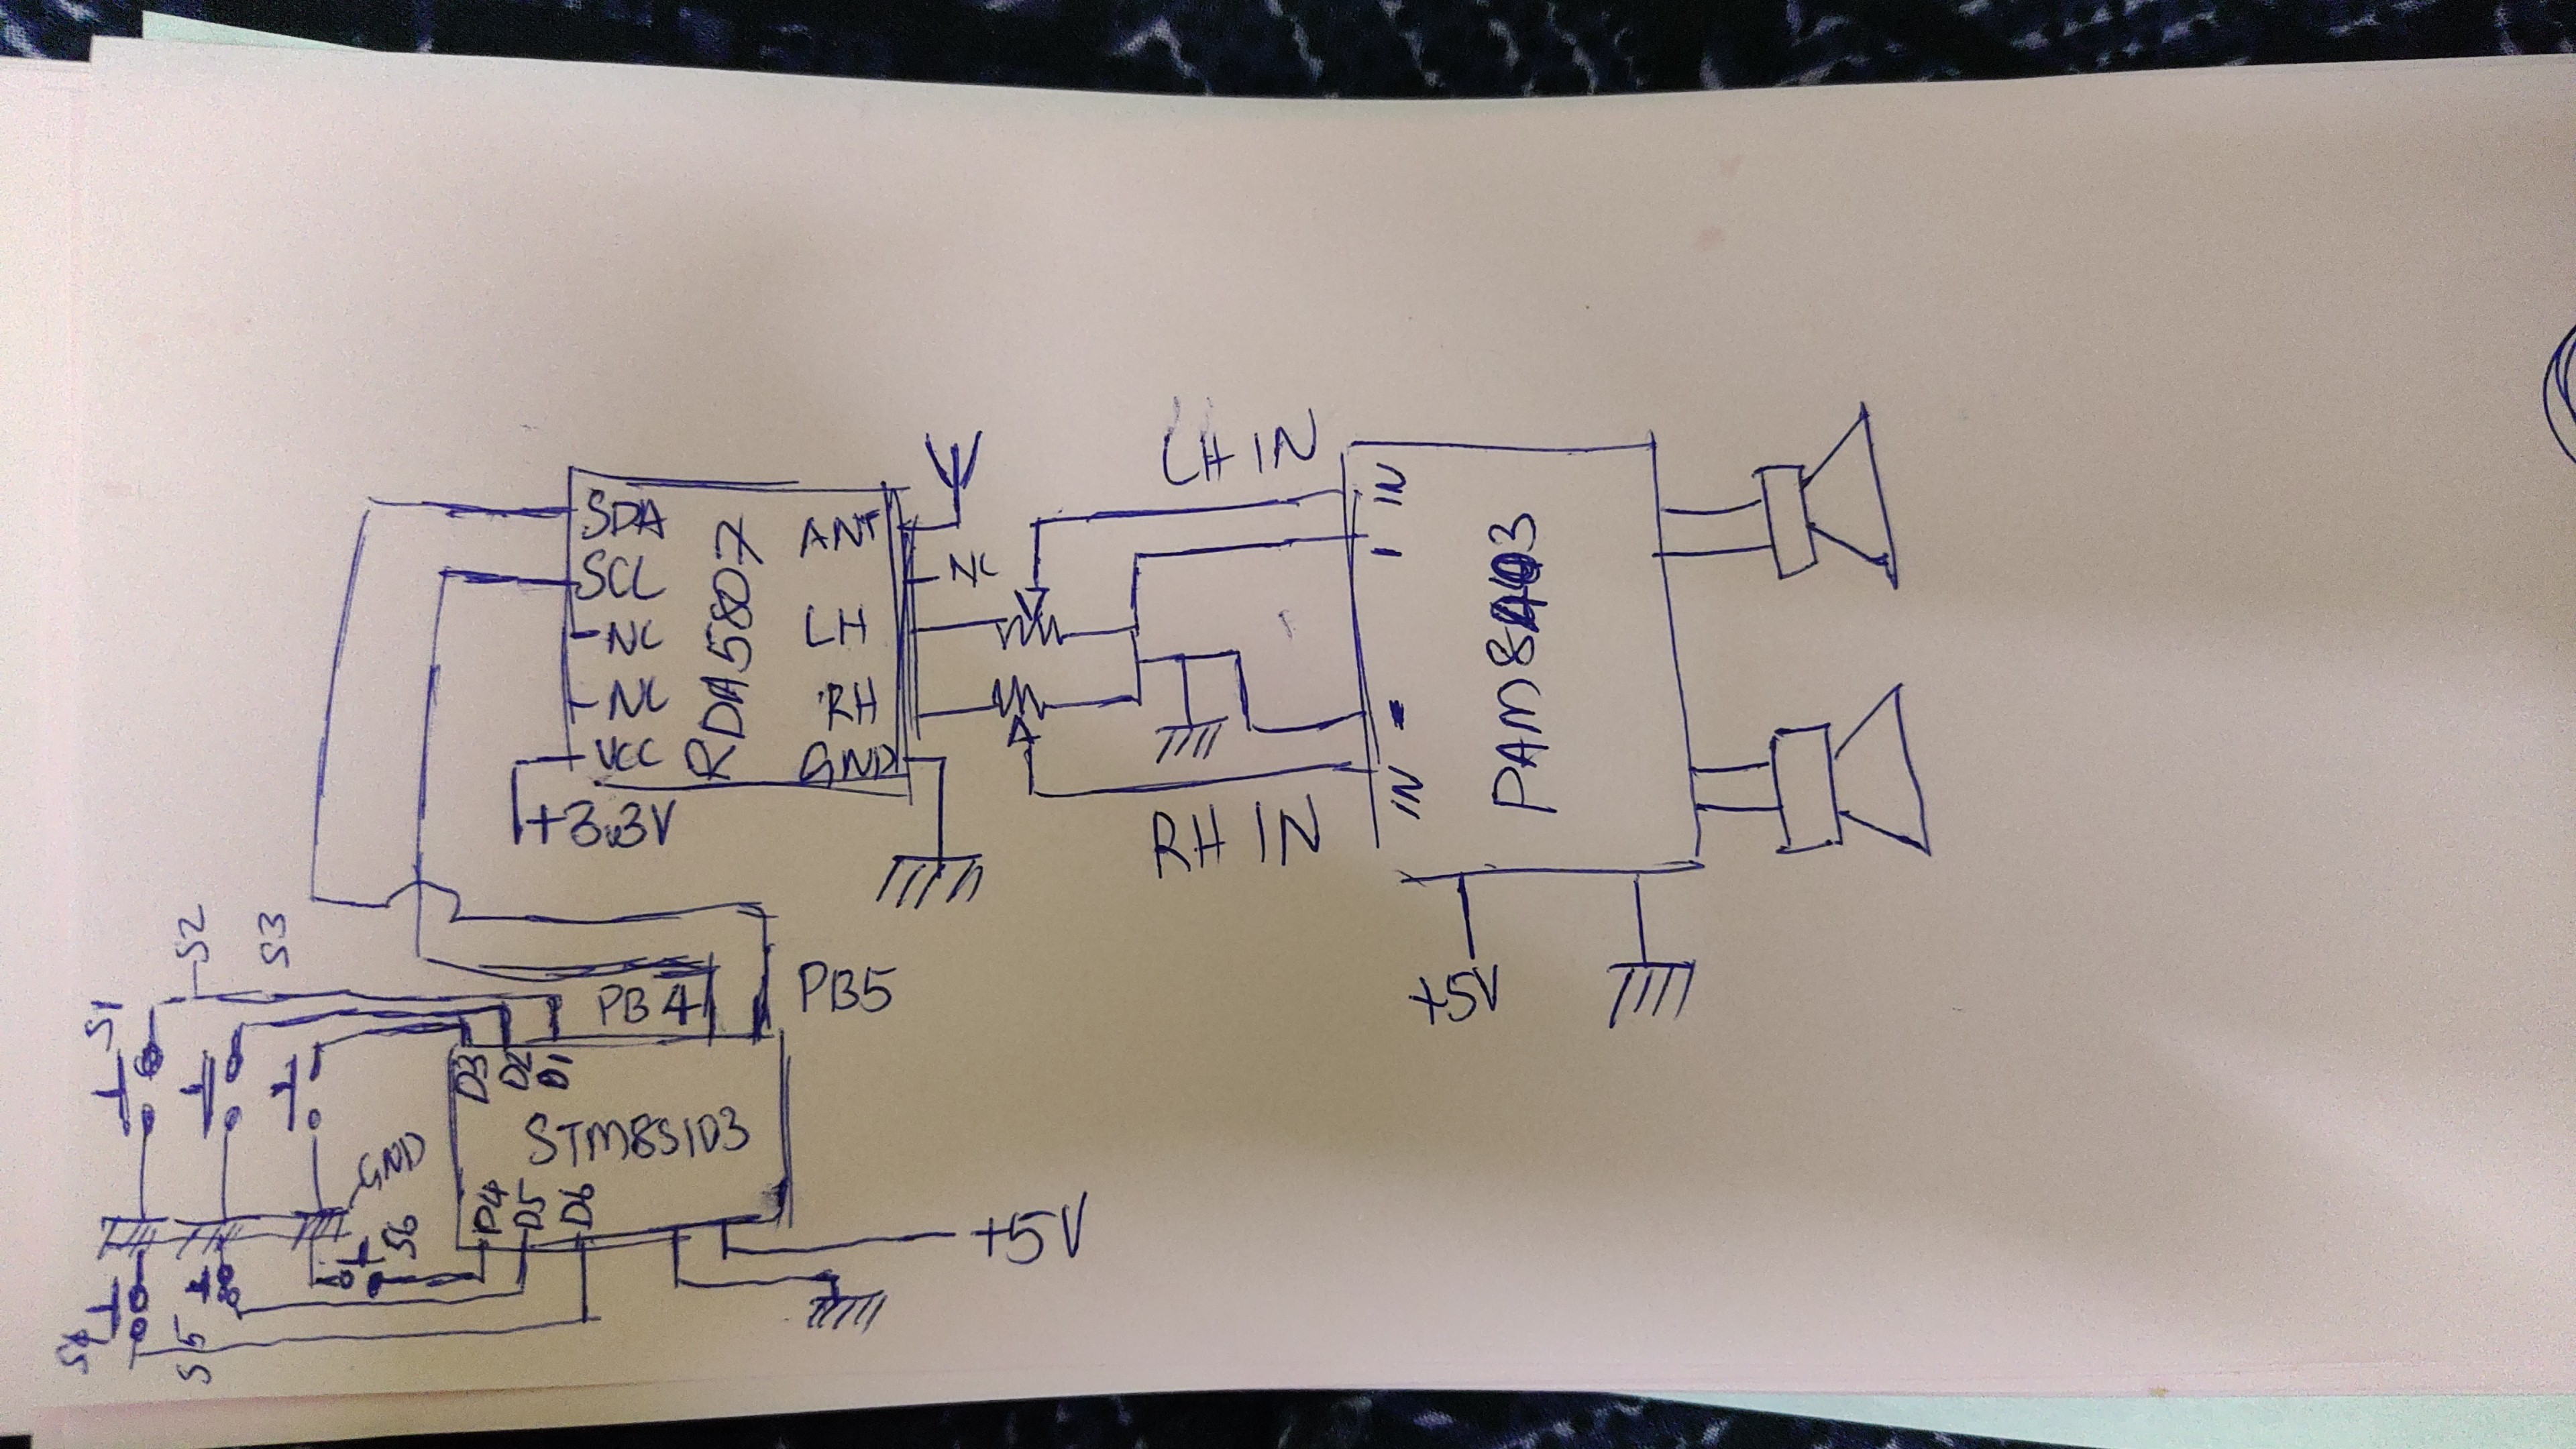 S4
S1
S5
S2
S3
S6
GND
D4
D3
D5
D2
D6
D1
STM8S103
PB4
PB5
+5V
+3.3V
VCC
NC
NC
SCL
SDA
RDA5807
GND
RH
LH
ANT
NC
RH IN
LH IN
IN
-
I
IN
+5V
PAM8403